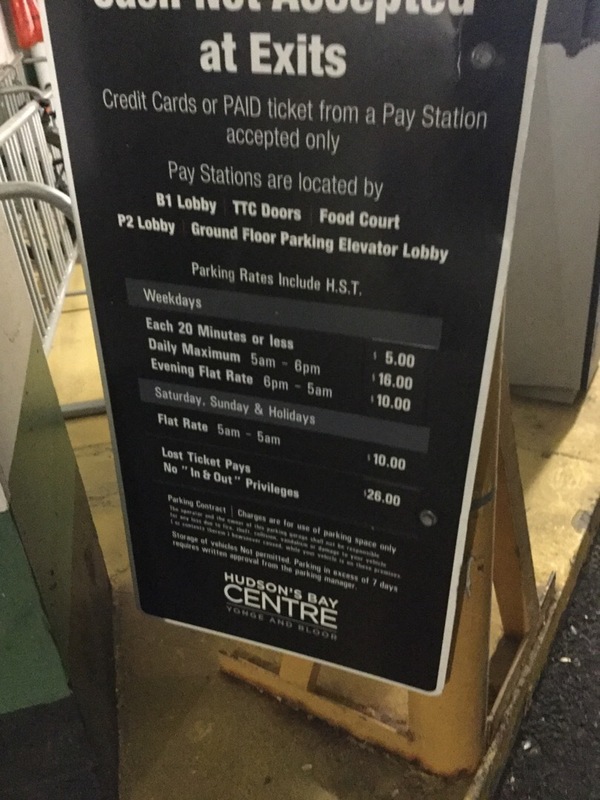 Cash Not Accepted
at Exits
Credit Cards or PAID ticket from a Pay Station
accepted only
Pay Stations are located by
B1 Lobby | TTC Doors | Food Court
P2 Lobby | Ground Floor Parking Elevator Lobby
Parking Rates Include H.S.T.
Weekdays
Each 20 Minutes or less $ 5.00
Daily Maximum 5am - 6pm $16.00
Evening Flat Rate 6pm - 5am $10.00
Saturday, Sunday & Holidays
Flat Rate 5am - 5am $10.00
Lost Ticket Pays $26.00
No "In & Out" Privileges
Parking Contract | Charges are for use of parking space only
Storage of vehicles Not permitted. Parking in excess of 7 days
requires written approval from the parking manager.
HUDSON'S BAY
CENTRE
YONGE AND BLOOR